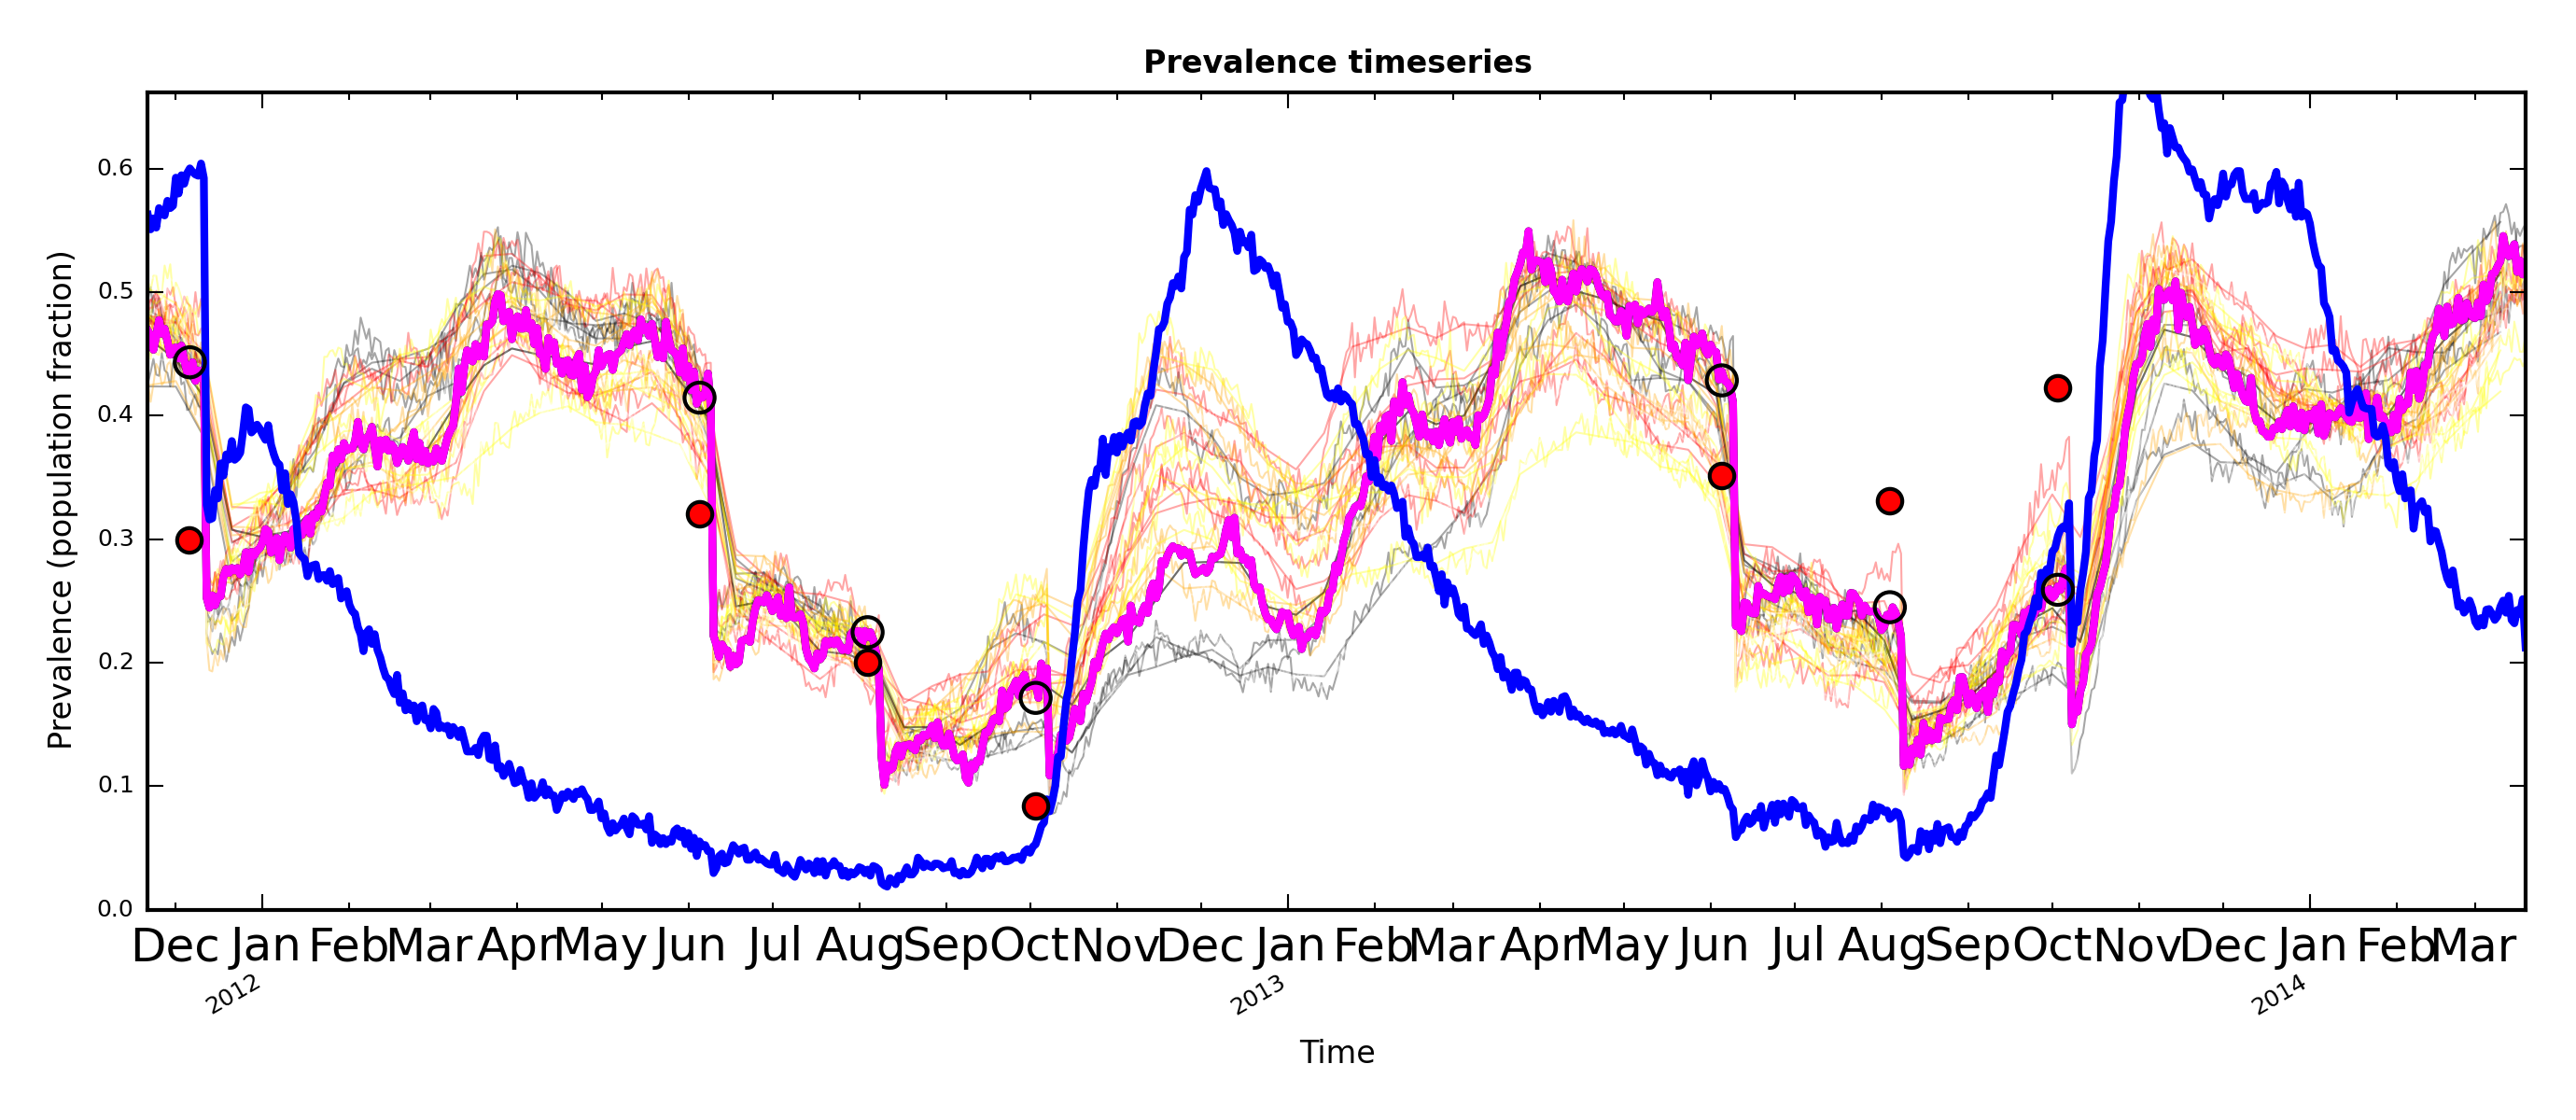 Prevalence timeseries
Prevalence (population fraction)
0.6
0.5
0.4
0.3
0.2
0.1
0.0
Dec Jan Feb Mar Apr May Jun Jul Aug Sep Oct Nov Dec Jan Feb Mar Apr May Jun Jul Aug Sep Oct Nov Dec Jan Feb Mar
2012 2013 2014
Time